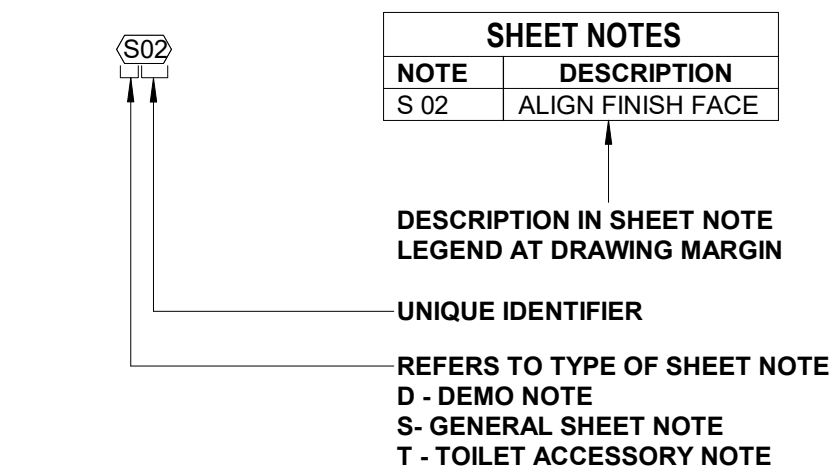 S02
SHEET NOTES
NOTE DESCRIPTION
S 02 ALIGN FINISH FACE
DESCRIPTION IN SHEET NOTE
LEGEND AT DRAWING MARGIN
UNIQUE IDENTIFIER
REFERS TO TYPE OF SHEET NOTE
D - DEMO NOTE
S- GENERAL SHEET NOTE
T - TOILET ACCESSORY NOTE